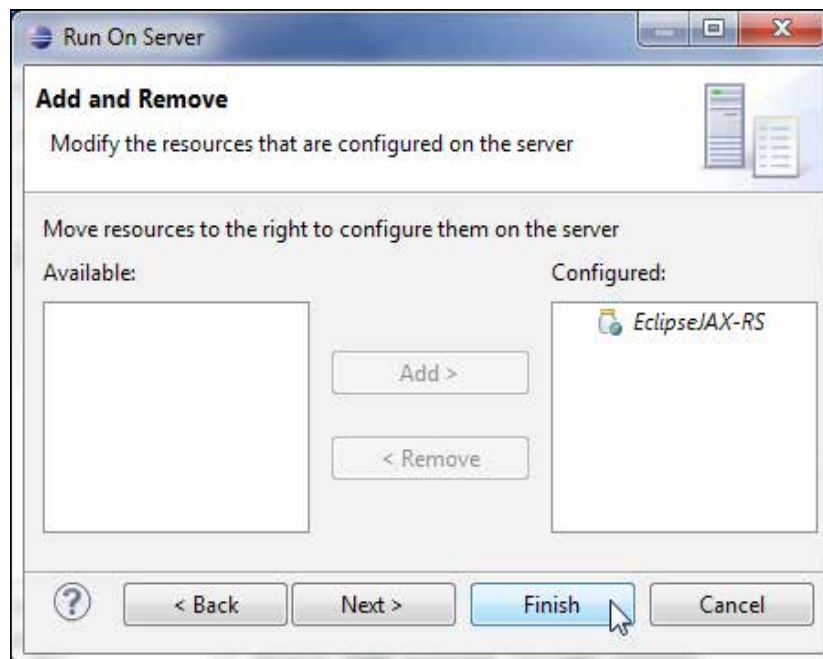 Run On Server
Add and Remove
Modify the resources that are configured on the server
Move resources to the right to configure them on the server
Available:
Configured:
EclipseJAX-RS
Add >
< Remove
?
< Back
Next >
Finish
Cancel